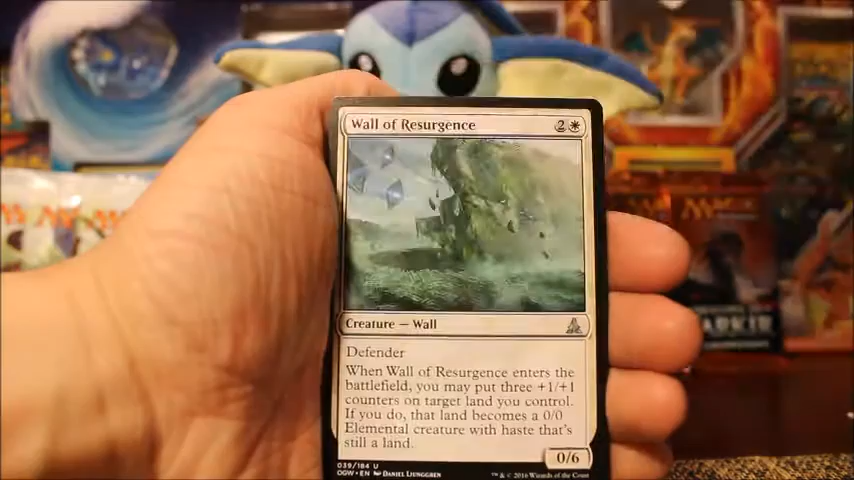 Wall of Resurgence 2
Creature — Wall
Defender
When Wall of Resurgence enters the
battlefield, you may put three +1/+1
counters on target land you control.
If you do, that land becomes a 0/0
Elemental creature with haste that's
still a land.
0/6
039/184 U
OGW • EN DANIEL LJUNGGREN
™ & © 2016 Wizards of the Coast
MAGIC